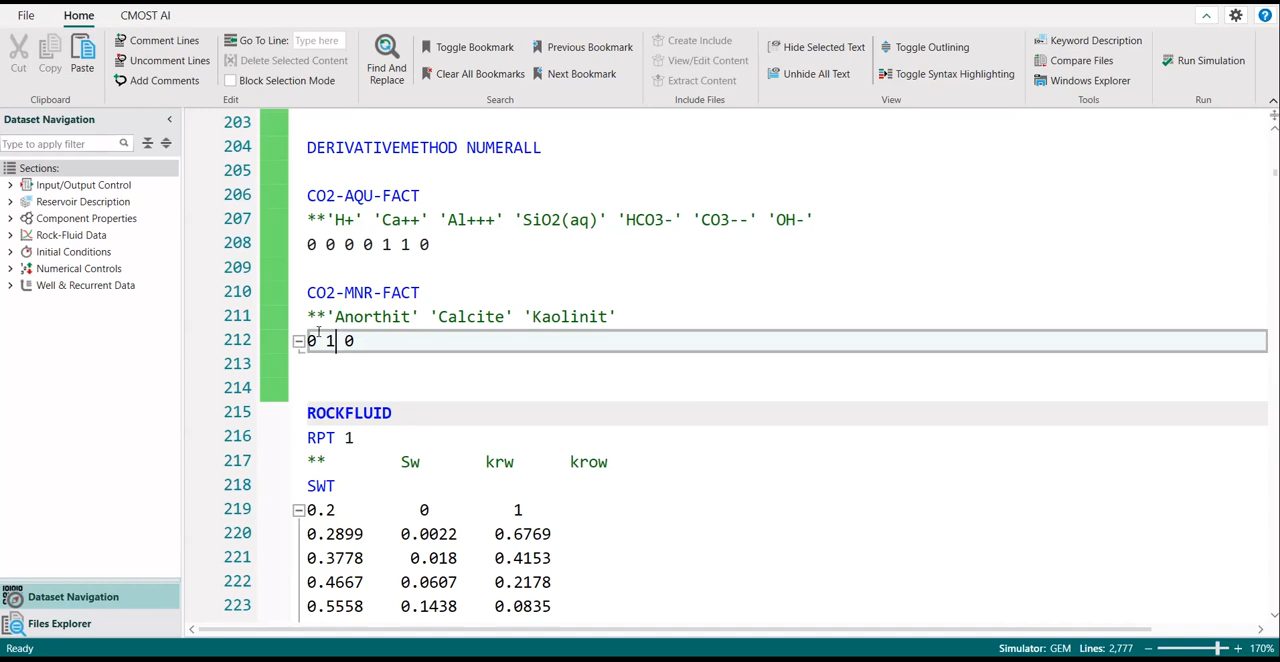 File Home CMOST AI
Cut Copy Paste
Clipboard
Comment Lines
Uncomment Lines
Add Comments
Go To Line: Type here
Delete Selected Content
Block Selection Mode
Edit
Find And Replace
Toggle Bookmark Previous Bookmark
Clear All Bookmarks Next Bookmark
Search
Create Include
View/Edit Content
Extract Content
Include Files
Hide Selected Text Toggle Outlining
Unhide All Text Toggle Syntax Highlighting
View
Keyword Description
Compare Files
Windows Explorer
Tools
Run Simulation
Run
Dataset Navigation
Type to apply filter
Sections:
Input/Output Control
Reservoir Description
Component Properties
Rock-Fluid Data
Initial Conditions
Numerical Controls
Well & Recurrent Data
Dataset Navigation
Files Explorer
203
204 DERIVATIVEMETHOD NUMERALL
205
206 CO2-AQU-FACT
207 **'H+' 'Ca++' 'Al+++' 'SiO2(aq)' 'HCO3-' 'CO3--' 'OH-'
208 0 0 0 0 1 1 0
209
210 CO2-MNR-FACT
211 **'Anorthit' 'Calcite' 'Kaolinit'
212 0 1 0
213
214
215 ROCKFLUID
216 RPT 1
217 ** Sw krw krow
218 SWT
219 0.2 0 1
220 0.2899 0.0022 0.6769
221 0.3778 0.018 0.4153
222 0.4667 0.0607 0.2178
223 0.5558 0.1438 0.0835
Ready Simulator: GEM Lines: 2,777 170%